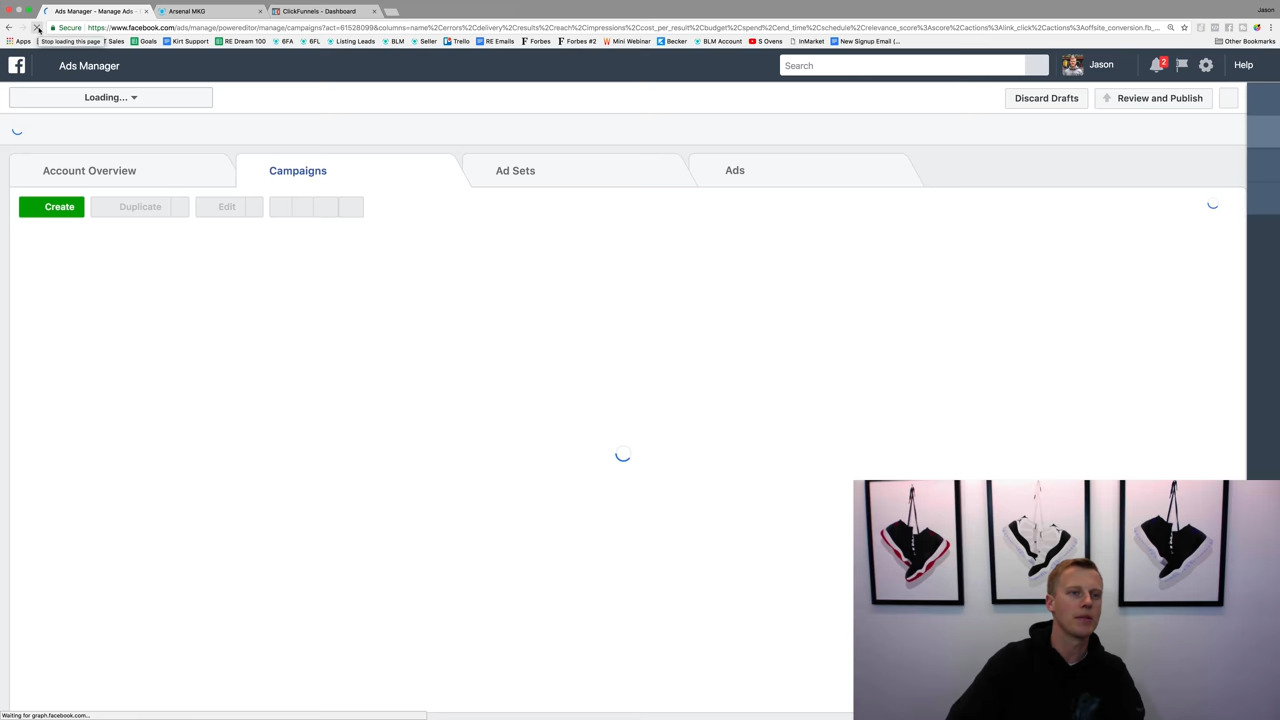 Ads Manager - Manage Ads - Arsenal MKG ClickFunnels - Dashboard Jason
Secure https://www.facebook.com/ads/manage/powereditor/manage/campaigns?act=61528099&columns=name%2Cerrors%2Cdelivery%2Cresults%2Creach%2Cimpressions%2Ccost_per_result%2Cbudget%2Cspend%2Cend_time%2Cschedule%2Crelevance_score%3Ascore%2Cactions%3Alink_click%2Cactions%3Aoffsite_conversion.fb_...
Apps Stop loading this page Sales Goals Kirt Support RE Dream 100 6FA 6FL Listing Leads BLM Seller Trello RE Emails Forbes Forbes #2 Mini Webinar Becker BLM Account S Ovens InMarket New Signup Email (... Other Bookmarks
Ads Manager Search Jason 2 Help
Loading... Discard Drafts Review and Publish
Account Overview Campaigns Ad Sets Ads
Create Duplicate Edit
Waiting for graph.facebook.com...